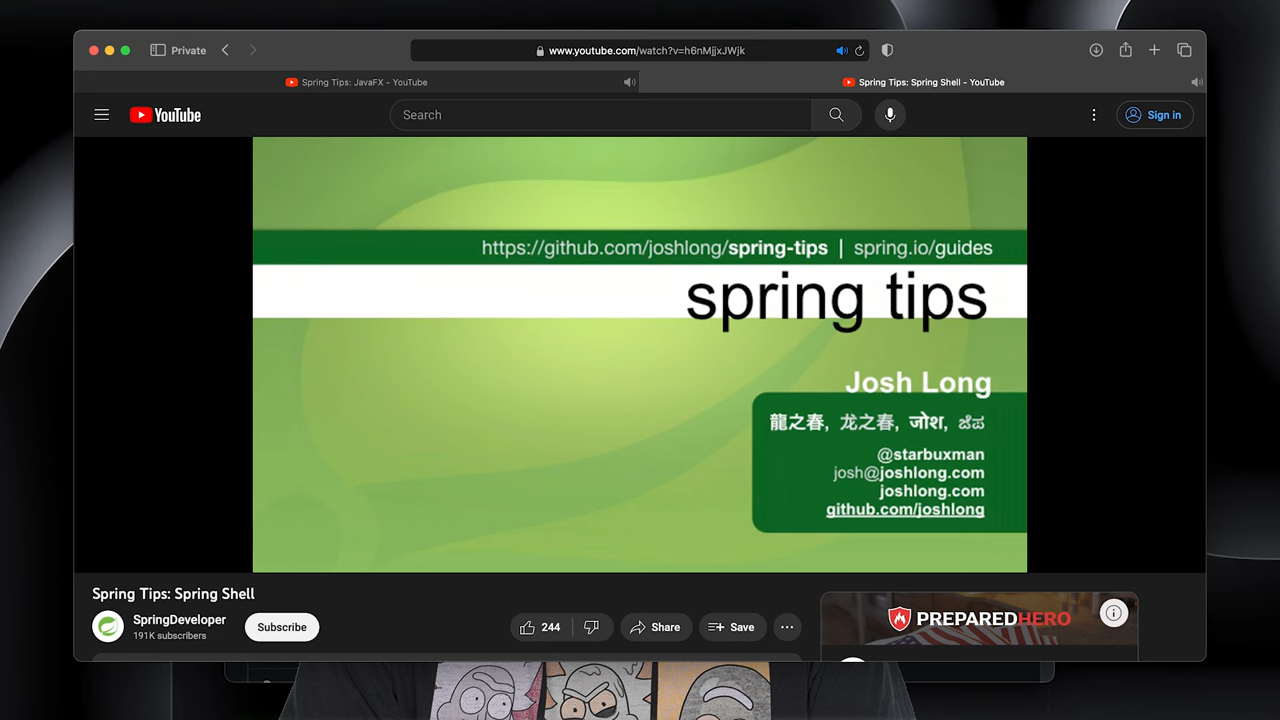 Private
www.youtube.com/watch?v=h6nMjjxJWjk
Spring Tips: JavaFX - YouTube
Spring Tips: Spring Shell - YouTube
YouTube
Search
Sign in
https://github.com/joshlong/spring-tips | spring.io/guides
spring tips
Josh Long
龍之春, 龙之春, जोश, ಜೆಪ
@starbuxman
josh@joshlong.com
joshlong.com
github.com/joshlong
Spring Tips: Spring Shell
SpringDeveloper
191K subscribers
Subscribe
244
Share
Save
PREPAREDHERO